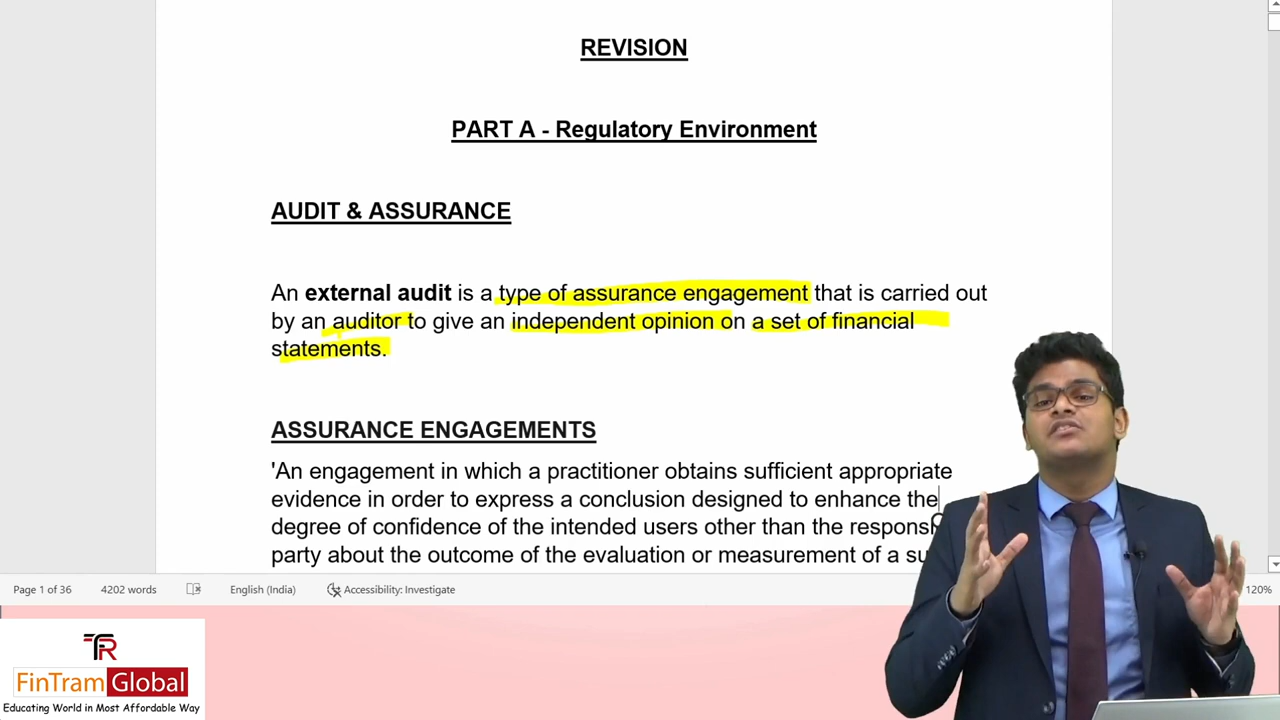 REVISION
PART A - Regulatory Environment
AUDIT & ASSURANCE
An external audit is a type of assurance engagement that is carried out
by an auditor to give an independent opinion on a set of financial
statements.
ASSURANCE ENGAGEMENTS
'An engagement in which a practitioner obtains sufficient appropriate
evidence in order to express a conclusion designed to enhance the
degree of confidence of the intended users other than the
party about the outcome of the evaluation or measurement of a
Page 1 of 36 4202 words English (India) Accessibility: Investigate 120%
TR
FinTram Global
Educating World in Most Affordable Way